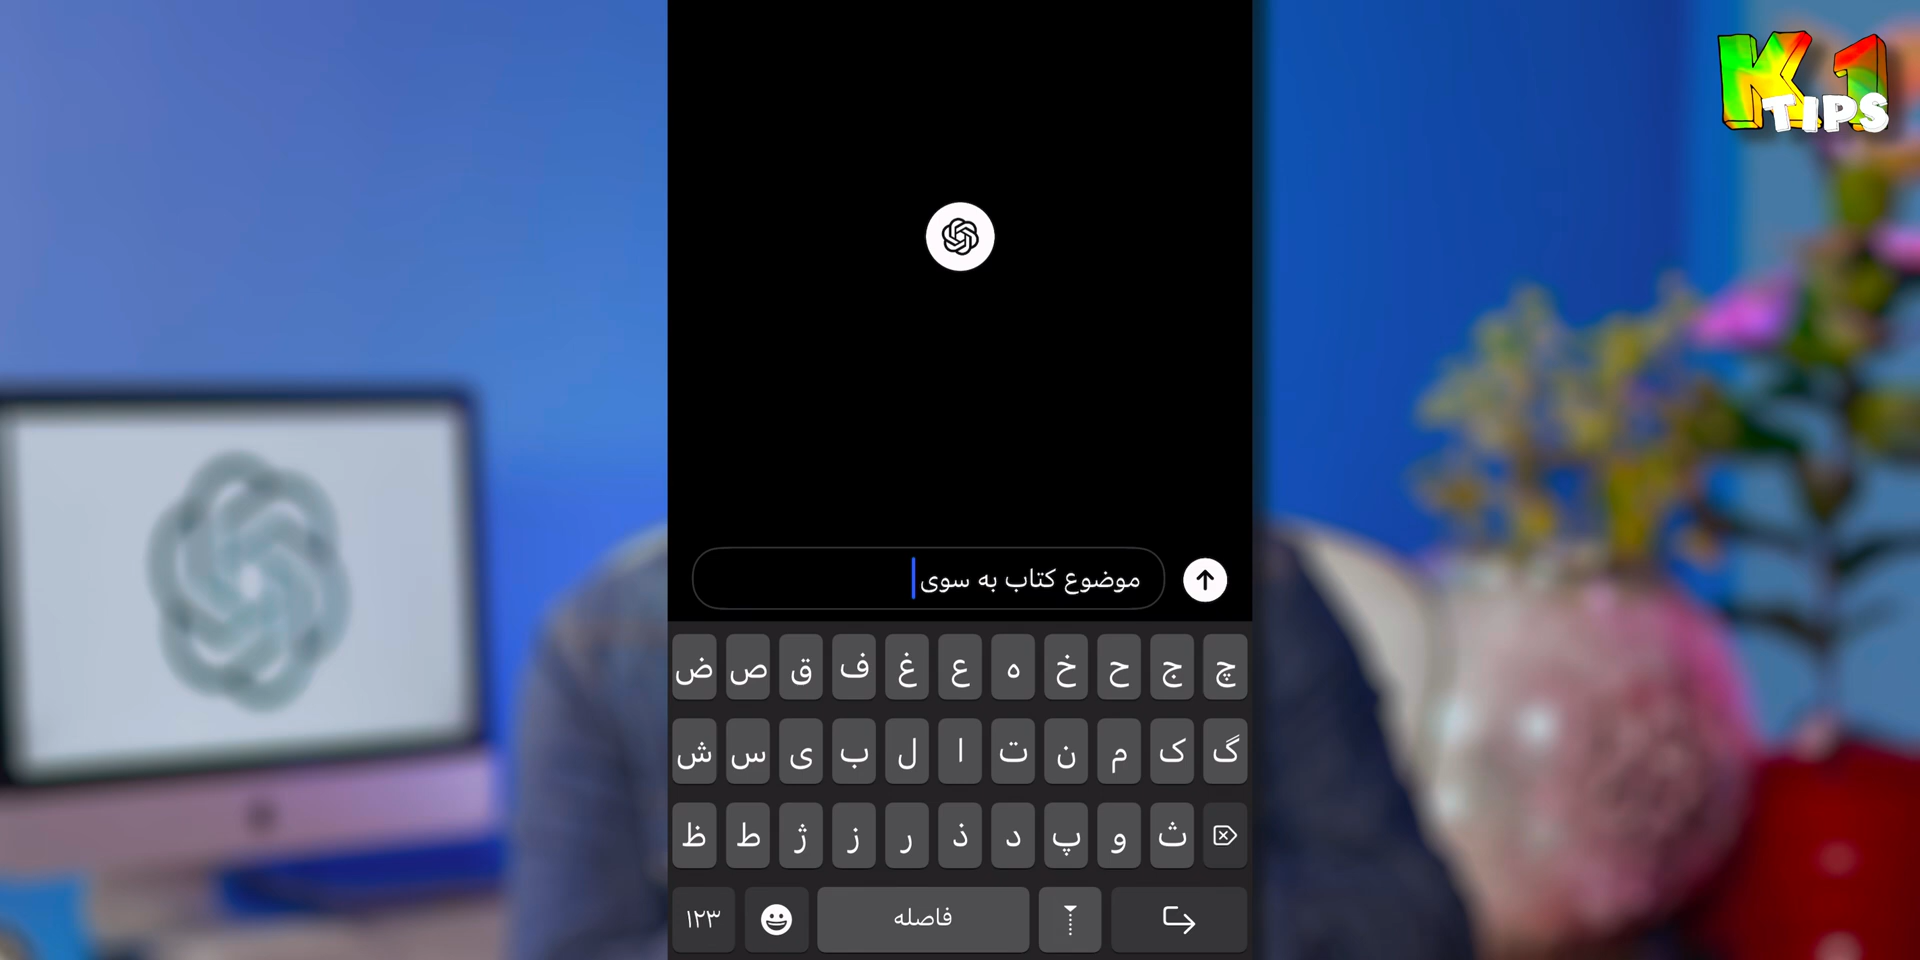 K1
TIPS
موضوع کتاب به سوی
ض ص ق ف غ ع ه خ ح ج چ
ش س ی ب ل ا ت ن م ک گ
ظ ط ژ ز ر ذ د پ و ث
۱۲۳ فاصله